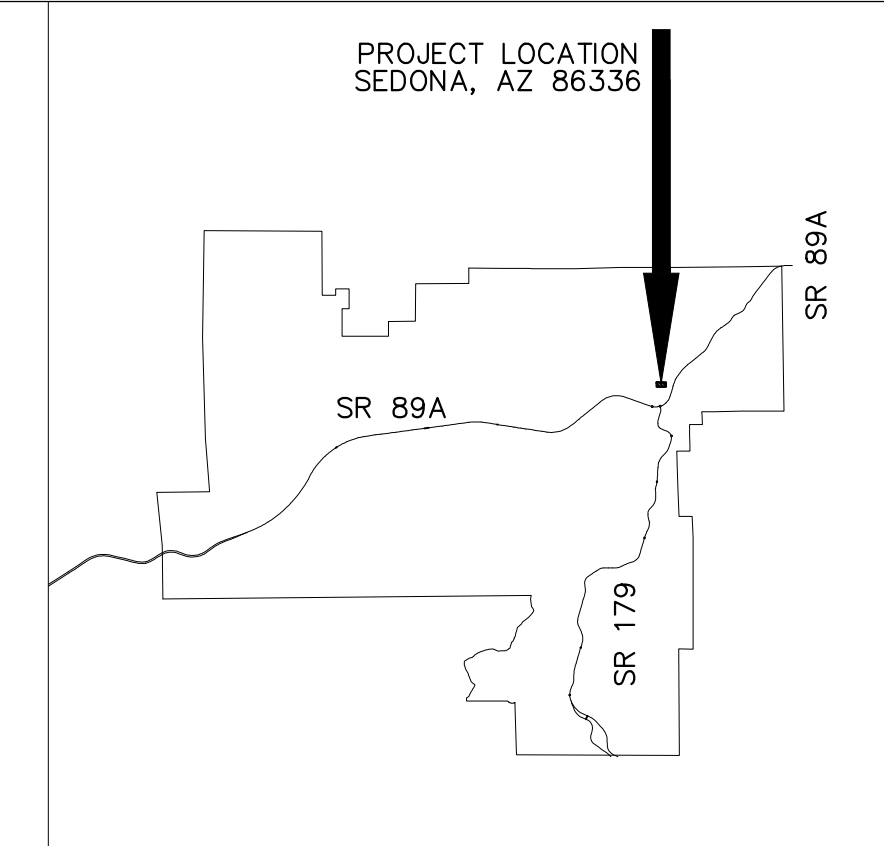 PROJECT LOCATION
SEDONA, AZ 86336
SR 89A
SR 89A
SR 179